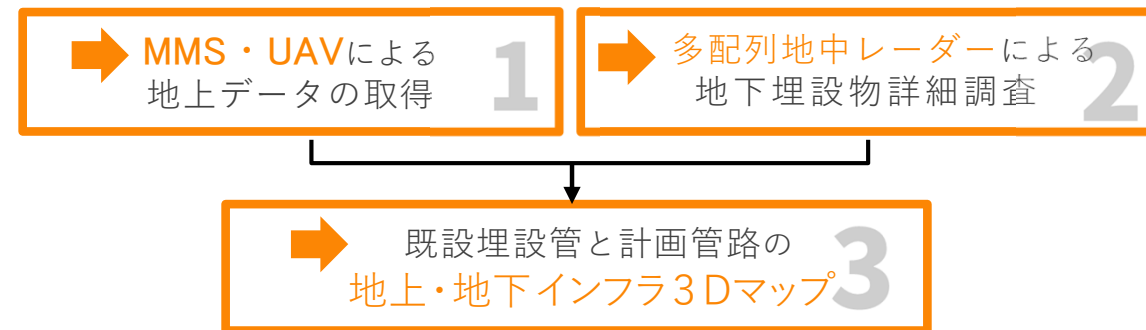 MMS・UAVによる
地上データの取得
1
多配列地中レーダーによる
地下埋設物詳細調査
2
既設埋設管と計画管路の
地上・地下インフラ3Dマップ
3